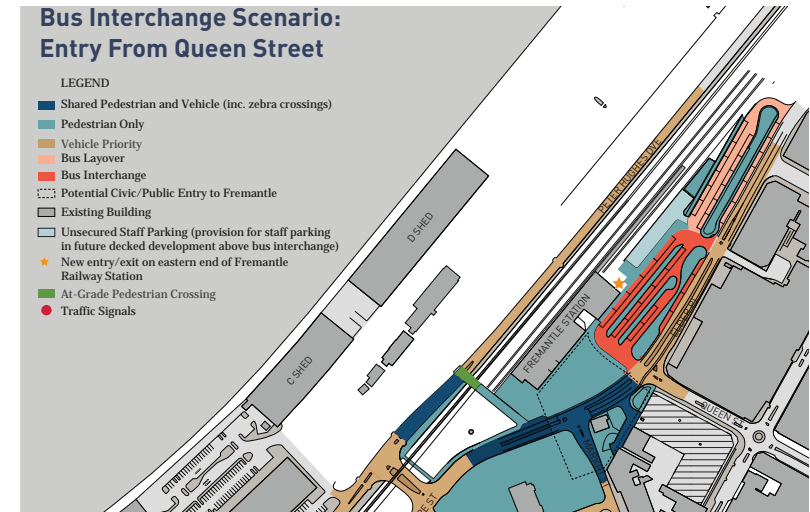 Bus Interchange Scenario:
Entry From Queen Street
LEGEND
Shared Pedestrian and Vehicle (inc. zebra crossings)
Pedestrian Only
Vehicle Priority
Bus Layover
Bus Interchange
Potential Civic/Public Entry to Fremantle
Existing Building
Unsecured Staff Parking (provision for staff parking
in future decked development above bus interchange)
New entry/exit on eastern end of Fremantle
Railway Station
At-Grade Pedestrian Crossing
Traffic Signals
PETER HUGHES DVE
D SHED
FREMANTLE STATION
C SHED
QUEEN ST